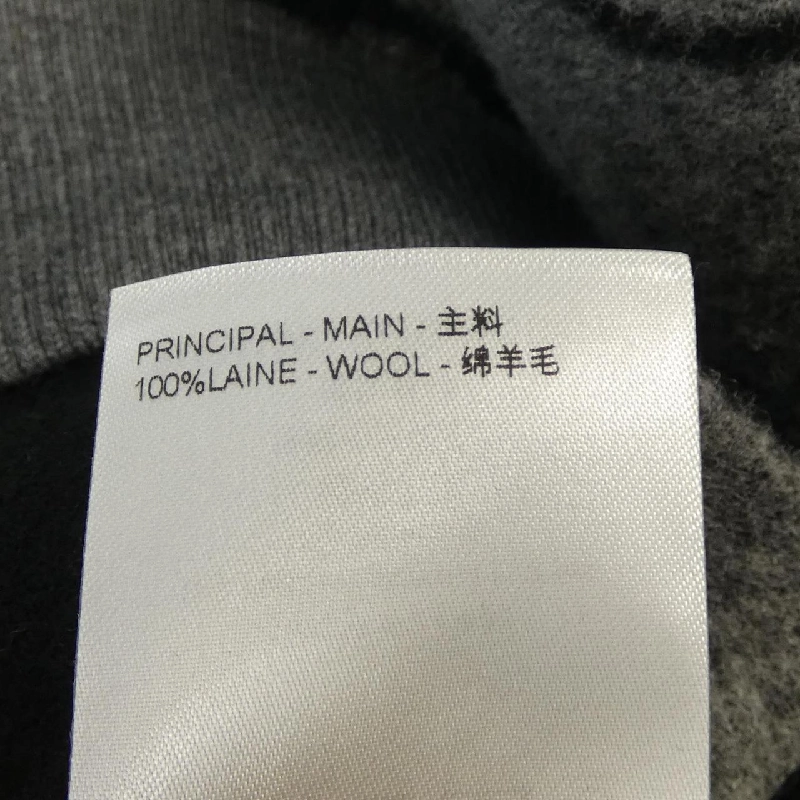 PRINCIPAL - MAIN - 主料
100%LAINE - WOOL - 绵羊毛